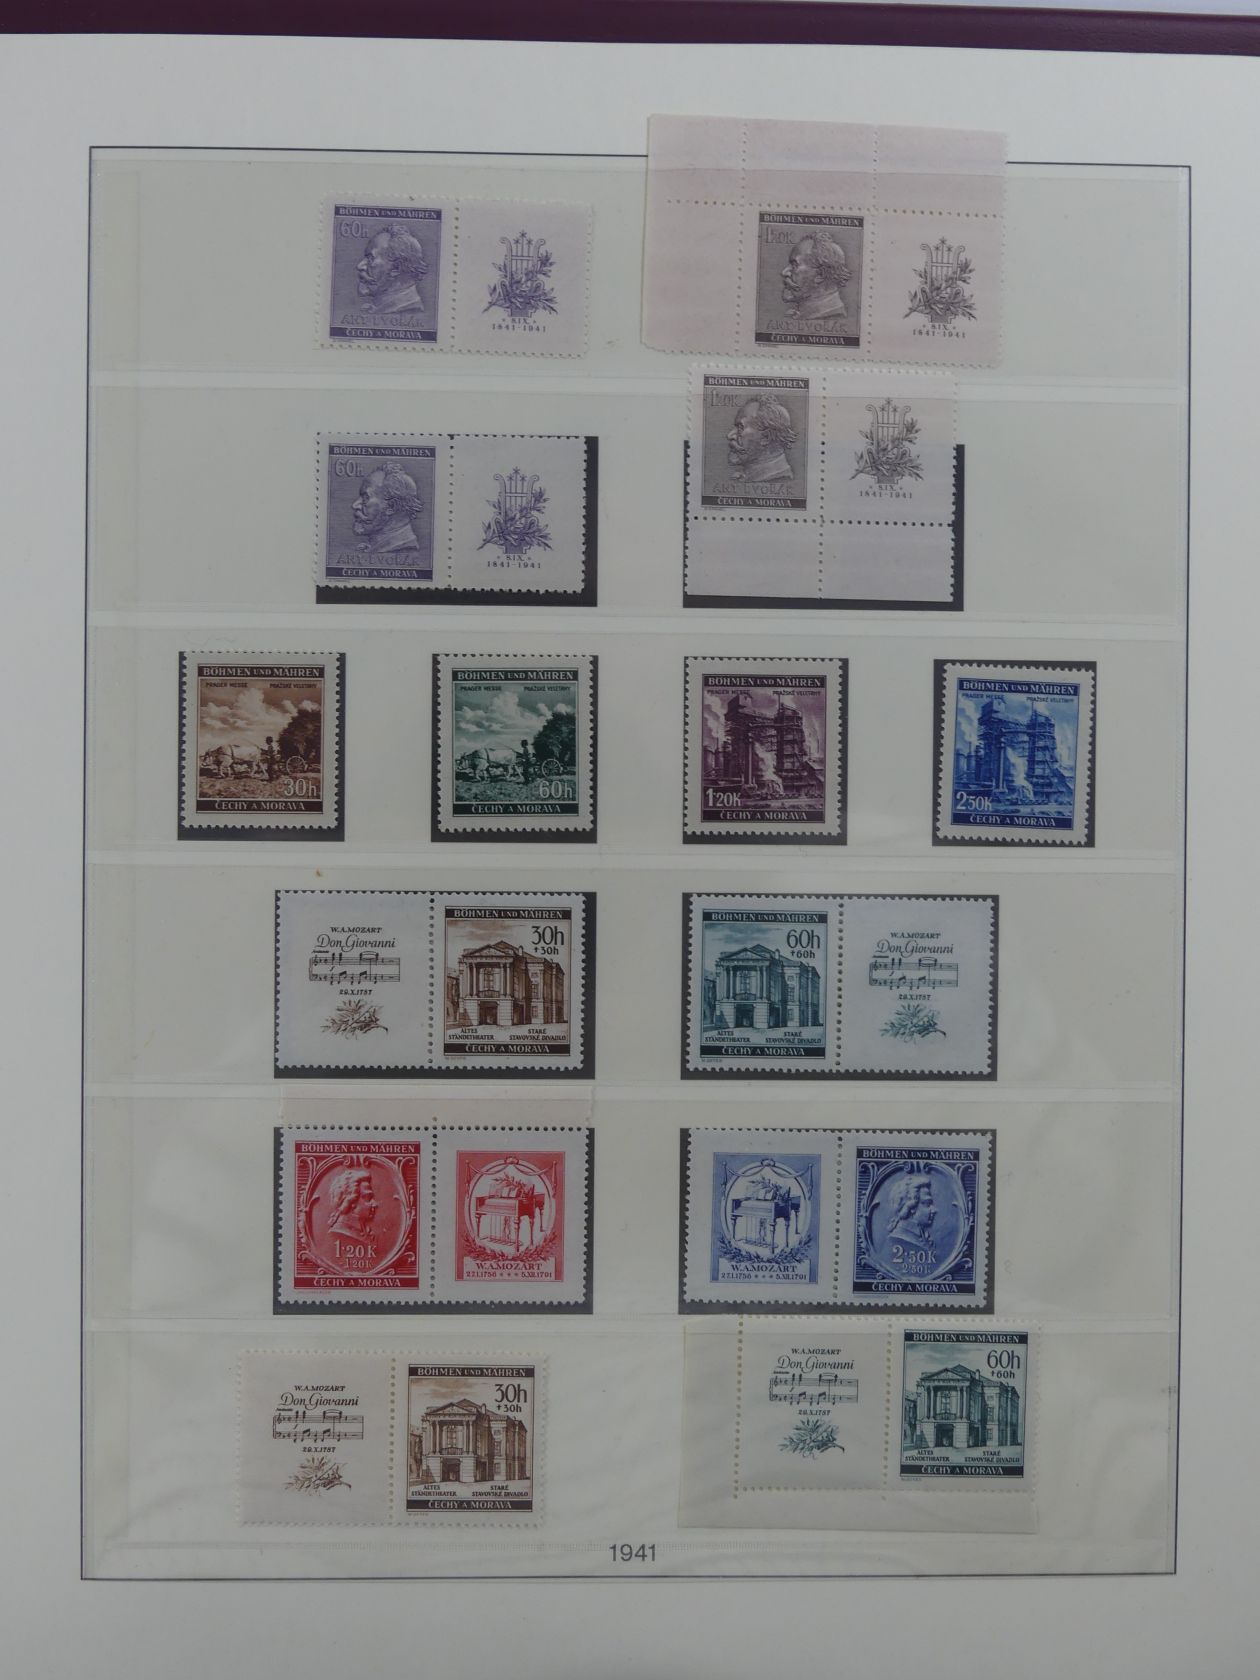 BÖHMEN UND MÄHREN
60h
ANT·DVOŘÁK
ČECHY A MORAVA
* 8.IX. *
1841-1941
BÖHMEN UND MÄHREN
1.20K
ANT·DVOŘÁK
ČECHY A MORAVA
* 8.IX. *
1841-1941
BÖHMEN UND MÄHREN
60h
ANT·DVOŘÁK
ČECHY A MORAVA
* 8.IX. *
1841-1941
BÖHMEN UND MÄHREN
1.20K
ANT·DVOŘÁK
ČECHY A MORAVA
* 8.IX. *
1841-1941
BÖHMEN UND MÄHREN
PRAGER MESSE PRAŽSKÉ VELETRHY
30h
ČECHY A MORAVA
BÖHMEN UND MÄHREN
PRAGER MESSE PRAŽSKÉ VELETRHY
60h
ČECHY A MORAVA
BÖHMEN UND MÄHREN
PRAGER MESSE PRAŽSKÉ VELETRHY
1·20K
ČECHY A MORAVA
BÖHMEN UND MÄHREN
PRAGER MESSE PRAŽSKÉ VELETRHY
2·50K
ČECHY A MORAVA
W.A.MOZART
Don Giovanni
29.X.1787
BÖHMEN UND MÄHREN
30h
+30h
ALTES STARÉ
STÄNDETHEATER STAVOVSKÉ DIVADLO
ČECHY A MORAVA
BÖHMEN UND MÄHREN
60h
+60h
ALTES STARÉ
STÄNDETHEATER STAVOVSKÉ DIVADLO
ČECHY A MORAVA
W.A.MOZART
Don Giovanni
29.X.1787
BÖHMEN UND MÄHREN
1·20K
+1·20K
ČECHY A MORAVA
W.A.MOZART
27.I.1756 * * * 5.XII.1791
W.A.MOZART
27.I.1756 * * * 5.XII.1791
BÖHMEN UND MÄHREN
2·50K
+2·50K
ČECHY A MORAVA
W.A.MOZART
Don Giovanni
29.X.1787
BÖHMEN UND MÄHREN
30h
+30h
ALTES STARÉ
STÄNDETHEATER STAVOVSKÉ DIVADLO
ČECHY A MORAVA
W.A.MOZART
Don Giovanni
29.X.1787
BÖHMEN UND MÄHREN
60h
+60h
ALTES STARÉ
STÄNDETHEATER STAVOVSKÉ DIVADLO
ČECHY A MORAVA
1941